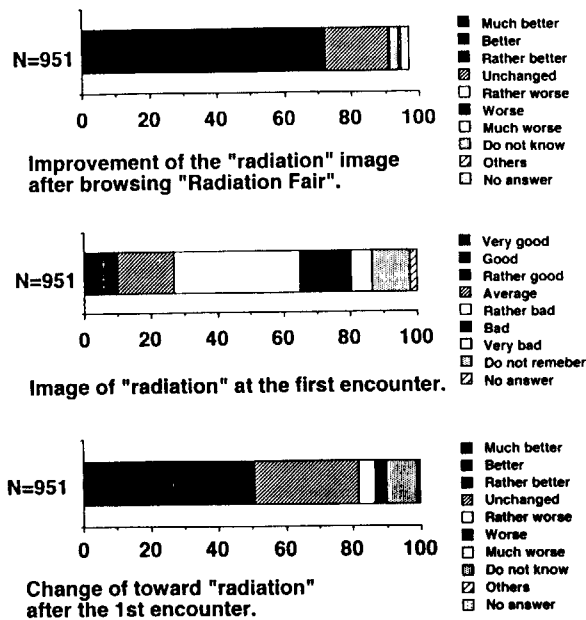 N=951
0 20 40 60 80 100
Improvement of the "radiation" image
after browsing "Radiation Fair".
Much better
Better
Rather better
Unchanged
Rather worse
Worse
Much worse
Do not know
Others
No answer
N=951
0 20 40 60 80 100
Image of "radiation" at the first encounter.
Very good
Good
Rather good
Average
Rather bad
Bad
Very bad
Do not remeber
No answer
N=951
0 20 40 60 80 100
Change of toward "radiation"
after the 1st encounter.
Much better
Better
Rather better
Unchanged
Rather worse
Worse
Much worse
Do not know
Others
No answer